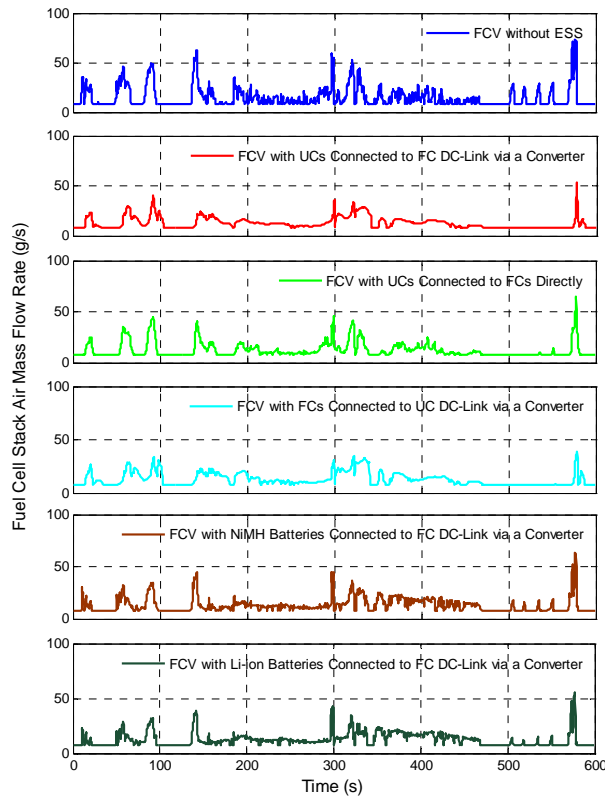 100
FCV without ESS
50
0
100
FCV with UCs Connected to FC DC-Link via a Converter
50
0
100
FCV with UCs Connected to FCs Directly
50
0
100
FCV with FCs Connected to UC DC-Link via a Converter
50
0
100
FCV with NiMH Batteries Connected to FC DC-Link via a Converter
50
0
100
FCV with Li-ion Batteries Connected to FC DC-Link via a Converter
50
0
0 100 200 300 400 500 600
Time (s)
Fuel Cell Stack Air Mass Flow Rate (g/s)